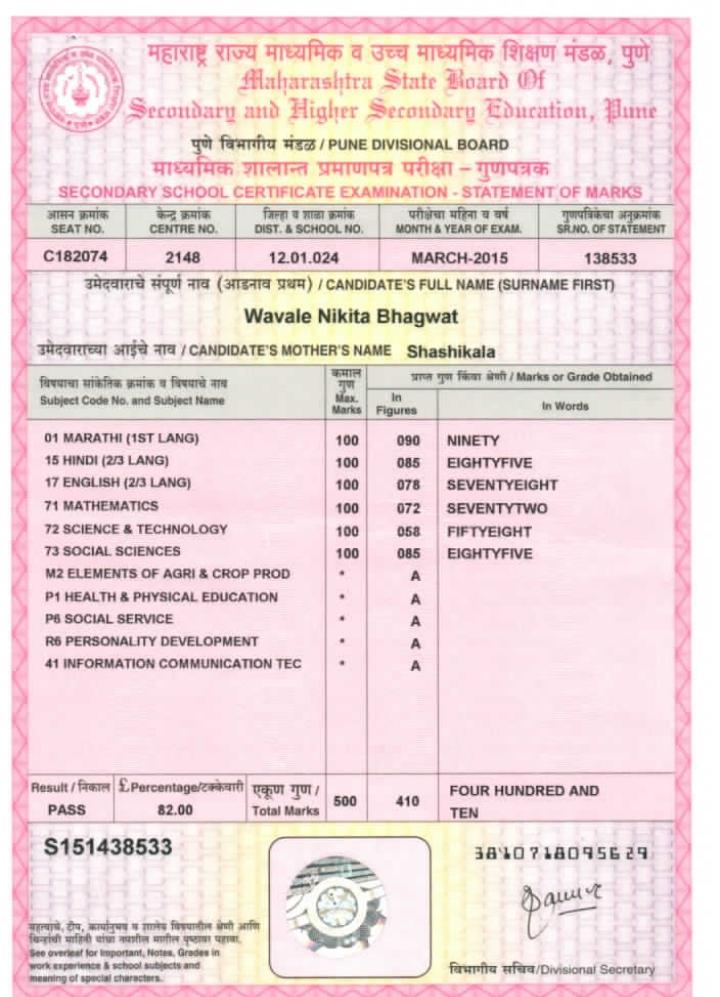 महाराष्ट्र राज्य माध्यमिक व उच्च माध्यमिक शिक्षण मंडळ, पुणे
Maharashtra State Board Of
Secondary and Higher Secondary Education, Pune
पुणे विभागीय मंडळ / PUNE DIVISIONAL BOARD
माध्यमिक शालान्त प्रमाणपत्र परीक्षा – गुणपत्रक
SECONDARY SCHOOL CERTIFICATE EXAMINATION - STATEMENT OF MARKS
आसन क्रमांक केन्द्र क्रमांक जिल्हा व शाळा क्रमांक परीक्षेचा महिना व वर्ष गुणपत्रिकेचा अनुक्रमांक
SEAT NO. CENTRE NO. DIST. & SCHOOL NO. MONTH & YEAR OF EXAM. SR.NO. OF STATEMENT
C182074 2148 12.01.024 MARCH-2015 138533
उमेदवाराचे संपूर्ण नाव (आडनाव प्रथम) / CANDIDATE'S FULL NAME (SURNAME FIRST)
Wavale Nikita Bhagwat
उमेदवाराच्या आईचे नाव / CANDIDATE'S MOTHER'S NAME Shashikala
विषयाचा सांकेतिक क्रमांक व विषयाचे नाव कमाल गुण प्राप्त गुण किंवा श्रेणी / Marks or Grade Obtained
Subject Code No. and Subject Name Max. Marks In Figures In Words
01 MARATHI (1ST LANG) 100 090 NINETY
15 HINDI (2/3 LANG) 100 085 EIGHTYFIVE
17 ENGLISH (2/3 LANG) 100 078 SEVENTYEIGHT
71 MATHEMATICS 100 072 SEVENTYTWO
72 SCIENCE & TECHNOLOGY 100 058 FIFTYEIGHT
73 SOCIAL SCIENCES 100 085 EIGHTYFIVE
M2 ELEMENTS OF AGRI & CROP PROD * A
P1 HEALTH & PHYSICAL EDUCATION * A
P6 SOCIAL SERVICE * A
R6 PERSONALITY DEVELOPMENT * A
41 INFORMATION COMMUNICATION TEC * A
Result / निकाल £Percentage/टक्केवारी एकूण गुण / 500 410 FOUR HUNDRED AND
PASS 82.00 Total Marks TEN
S151438533
3810718095629
महत्वाचे, टीप, कार्यानुभव व शालेय विषयातील श्रेणी आणि
चिन्हांची माहिती यांचा तपशील मागील पृष्ठावर पहावा.
See overleaf for Important, Notes, Grades in
work experience & school subjects and
meaning of special characters.
विभागीय सचिव/Divisional Secretary